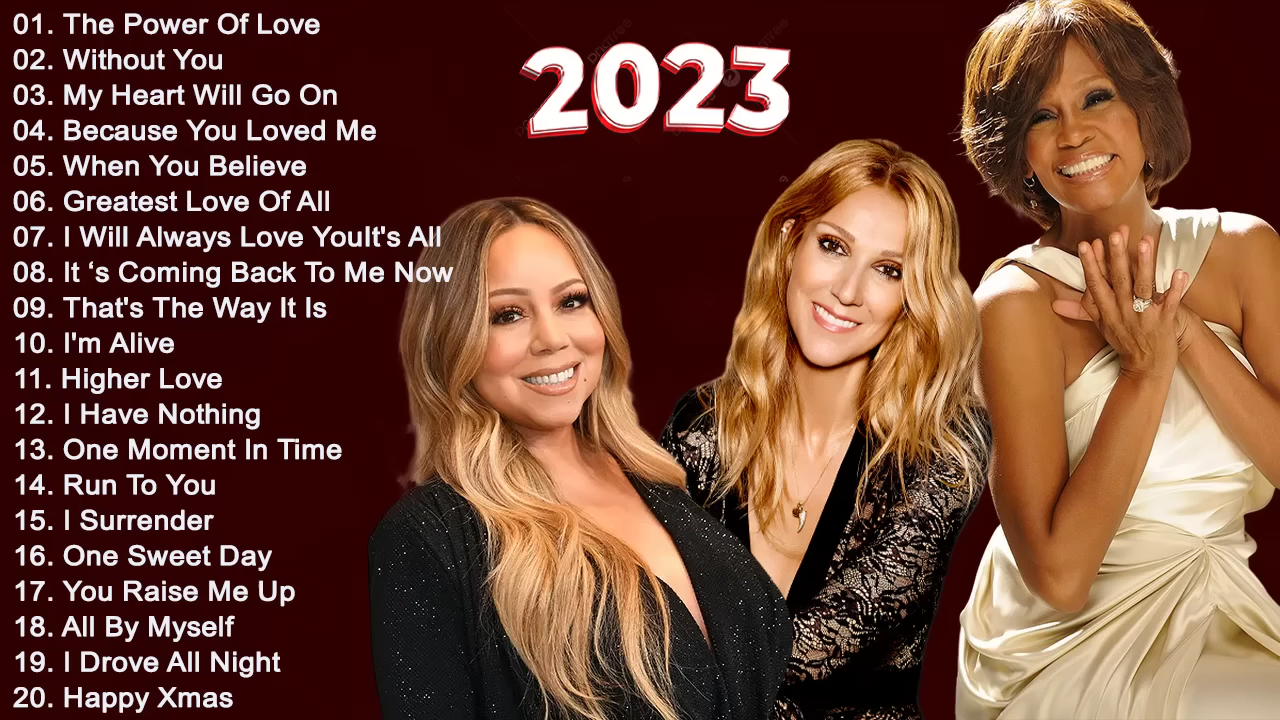 01. The Power Of Love
02. Without You
03. My Heart Will Go On
04. Because You Loved Me
05. When You Believe
06. Greatest Love Of All
07. I Will Always Love YouIt's All
08. It ‘s Coming Back To Me Now
09. That's The Way It Is
10. I'm Alive
11. Higher Love
12. I Have Nothing
13. One Moment In Time
14. Run To You
15. I Surrender
16. One Sweet Day
17. You Raise Me Up
18. All By Myself
19. I Drove All Night
20. Happy Xmas
2023